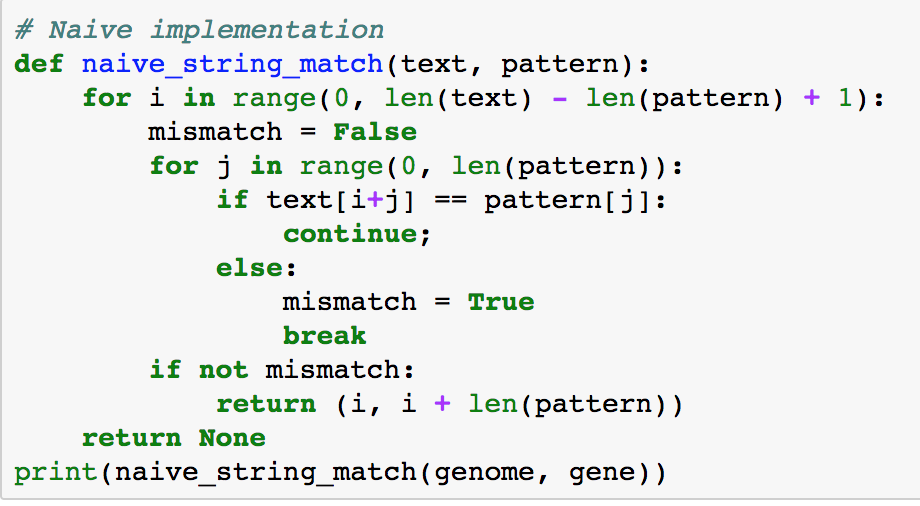 # Naive implementation
def naive_string_match(text, pattern):
    for i in range(0, len(text) - len(pattern) + 1):
        mismatch = False
        for j in range(0, len(pattern)):
            if text[i+j] == pattern[j]:
                continue;
            else:
                mismatch = True
                break
        if not mismatch:
            return (i, i + len(pattern))
    return None
print(naive_string_match(genome, gene))